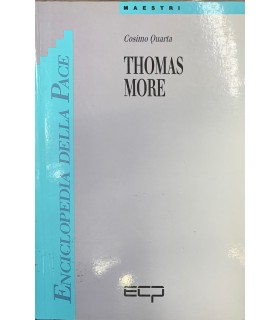 MAESTRI
Cosimo Quarta
THOMAS
MORE
ENCICLOPEDIA DELLA PACE
ECP